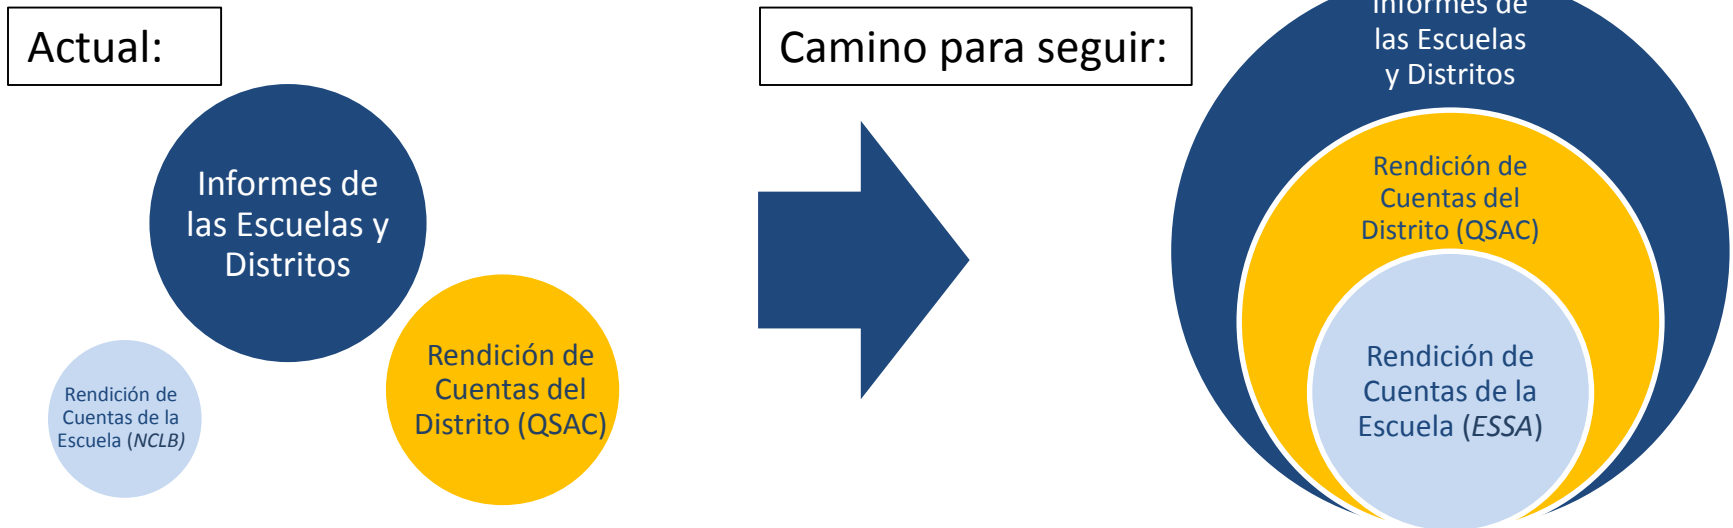 Actual:
Informes de
las Escuelas y
Distritos
Rendición de
Cuentas de la
Escuela (NCLB)
Rendición de
Cuentas del
Distrito (QSAC)
Camino para seguir:
Informes de
las Escuelas
y Distritos
Rendición de
Cuentas del
Distrito (QSAC)
Rendición de
Cuentas de la
Escuela (ESSA)